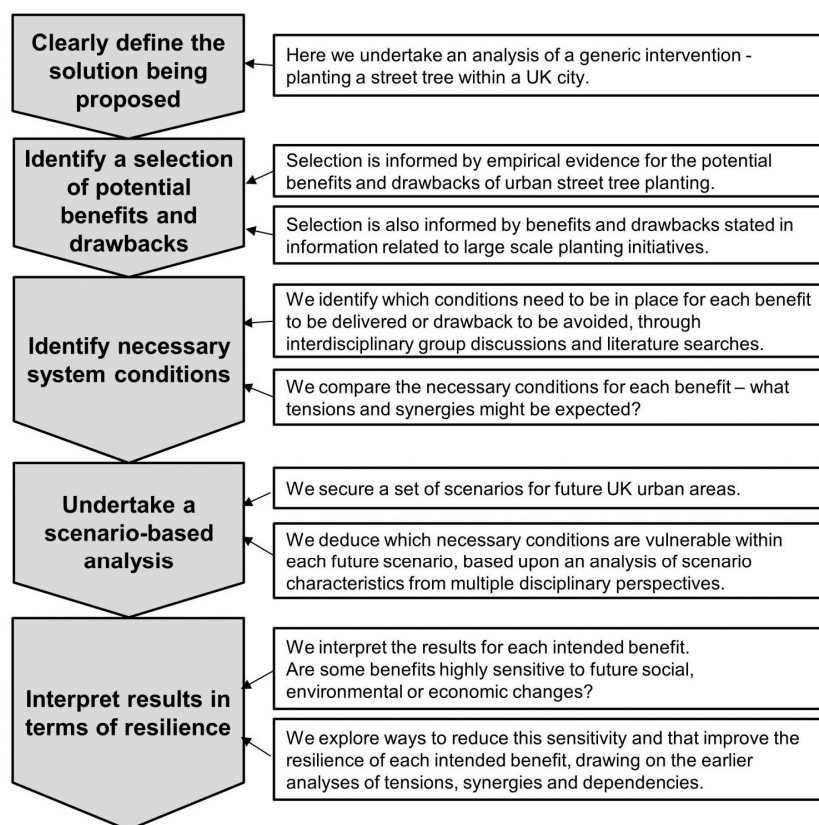 Clearly define the
solution being
proposed
Here we undertake an analysis of a generic intervention -
planting a street tree within a UK city.
Identify a selection
of potential
benefits and
drawbacks
Selection is informed by empirical evidence for the potential
benefits and drawbacks of urban street tree planting.
Selection is also informed by benefits and drawbacks stated in
information related to large scale planting initiatives.
Identify necessary
system conditions
We identify which conditions need to be in place for each benefit
to be delivered or drawback to be avoided, through
interdisciplinary group discussions and literature searches.
We compare the necessary conditions for each benefit – what
tensions and synergies might be expected?
Undertake a
scenario-based
analysis
We secure a set of scenarios for future UK urban areas.
We deduce which necessary conditions are vulnerable within
each future scenario, based upon an analysis of scenario
characteristics from multiple disciplinary perspectives.
Interpret results in
terms of resilience
We interpret the results for each intended benefit.
Are some benefits highly sensitive to future social,
environmental or economic changes?
We explore ways to reduce this sensitivity and that improve the
resilience of each intended benefit, drawing on the earlier
analyses of tensions, synergies and dependencies.